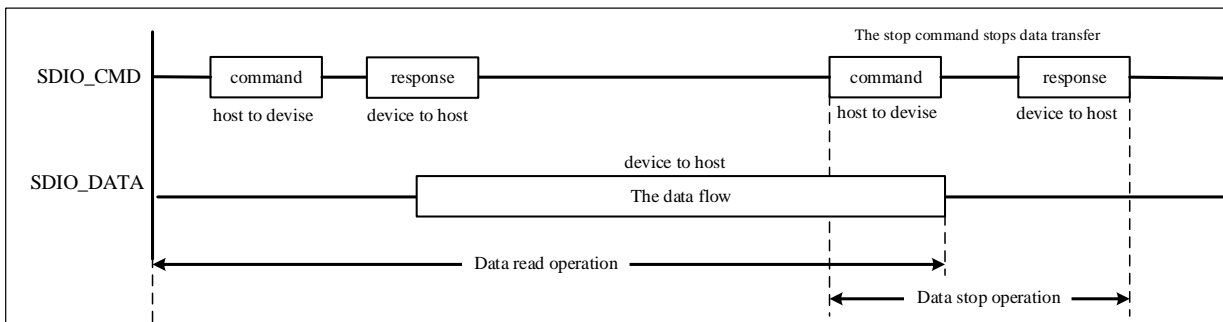 The stop command stops data transfer
SDIO_CMD
command
response
command
response
host to devise
device to host
host to devise
device to host
device to host
SDIO_DATA
The data flow
Data read operation
Data stop operation